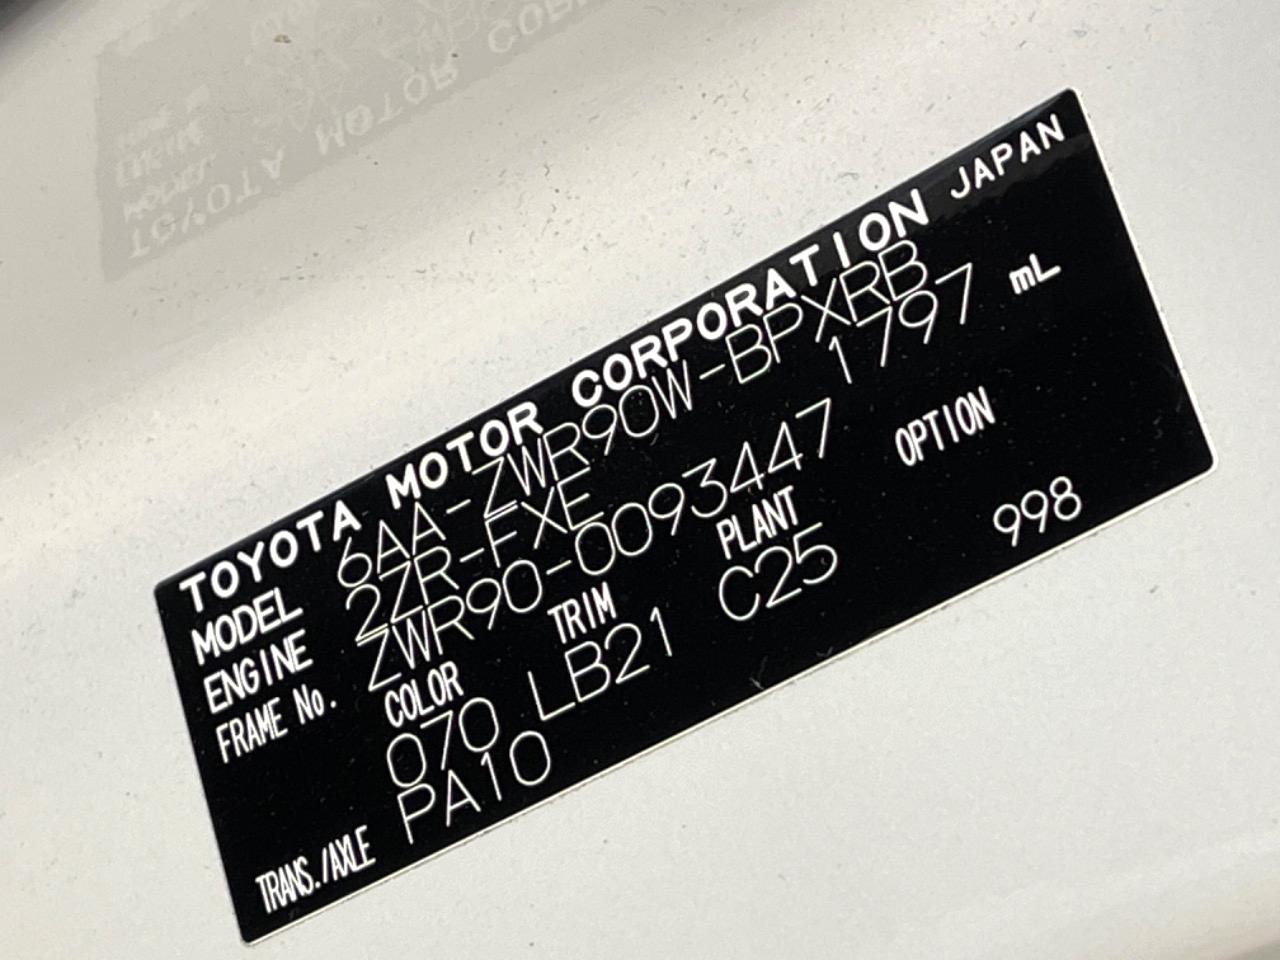 TOYOTA MOTOR CORPORATION JAPAN
MODEL 6AA-ZWR90W-BPXRB
ENGINE 2ZR-FXE 1797 mL
FRAME No. ZWR90-0093447
COLOR TRIM PLANT OPTION
070 LB21 C25 998
TRANS./AXLE PA10